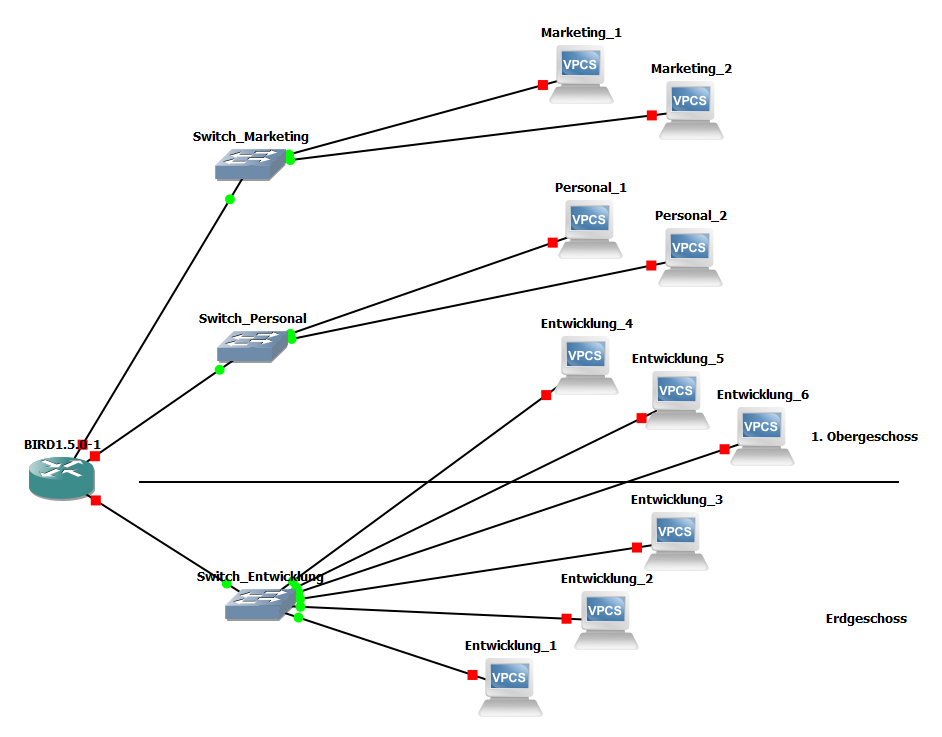 Marketing_1
VPCS
Marketing_2
VPCS
Switch_Marketing
Personal_1
VPCS
Personal_2
VPCS
Switch_Personal
Entwicklung_4
VPCS
Entwicklung_5
VPCS
Entwicklung_6
VPCS
1. Obergeschoss
BIRD1.5.0-1
Entwicklung_3
VPCS
Switch_Entwicklung
Entwicklung_2
VPCS
Erdgeschoss
Entwicklung_1
VPCS